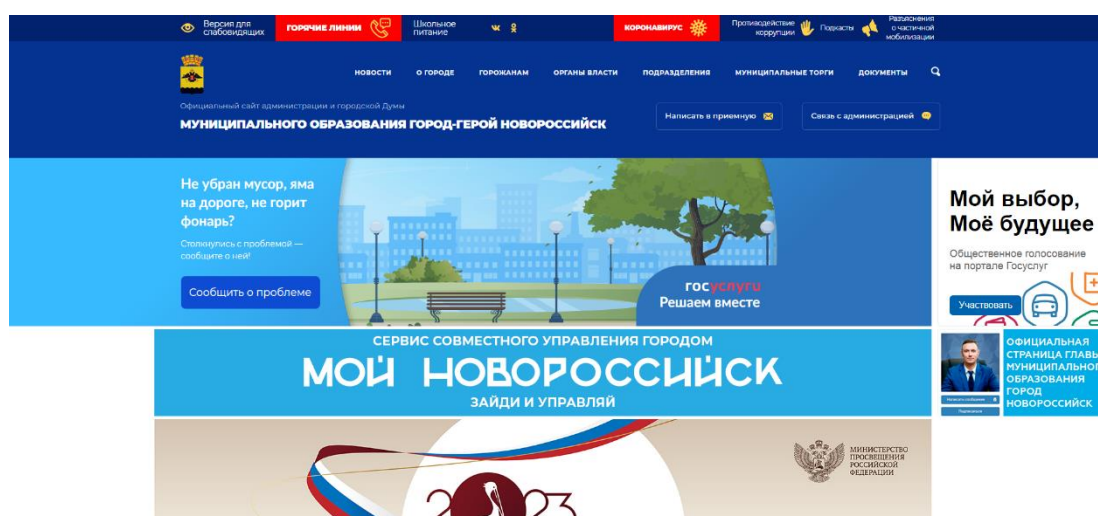 Версия для
слабовидящих
ГОРЯЧИЕ ЛИНИИ
Школьное
питание
КОРОНАВИРУС
Противодействие
коррупции
Подкасты
Разъяснения
о частичной
мобилизации
НОВОСТИ
О ГОРОДЕ
ГОРОЖАНАМ
ОРГАНЫ ВЛАСТИ
ПОДРАЗДЕЛЕНИЯ
МУНИЦИПАЛЬНЫЕ ТОРГИ
ДОКУМЕНТЫ
Официальный сайт администрации и городской Думы
МУНИЦИПАЛЬНОГО ОБРАЗОВАНИЯ ГОРОД-ГЕРОЙ НОВОРОССИЙСК
Написать в приемную
Связь с администрацией
Не убран мусор, яма
на дороге, не горит
фонарь?
Столкнулись с проблемой —
сообщите о ней!
Сообщить о проблеме
госуслуги
Решаем вместе
Мой выбор,
Моё будущее
Общественное голосование
на портале Госуслуг
Участвовать
СЕРВИС СОВМЕСТНОГО УПРАВЛЕНИЯ ГОРОДОМ
МОЙ НОВОРОССИЙСК
ЗАЙДИ И УПРАВЛЯЙ
ОФИЦИАЛЬНАЯ
СТРАНИЦА ГЛАВЫ
МУНИЦИПАЛЬНОГО
ОБРАЗОВАНИЯ
ГОРОД
НОВОРОССИЙСК
МИНИСТЕРСТВО
ПРОСВЕЩЕНИЯ
РОССИЙСКОЙ
ФЕДЕРАЦИИ
2023